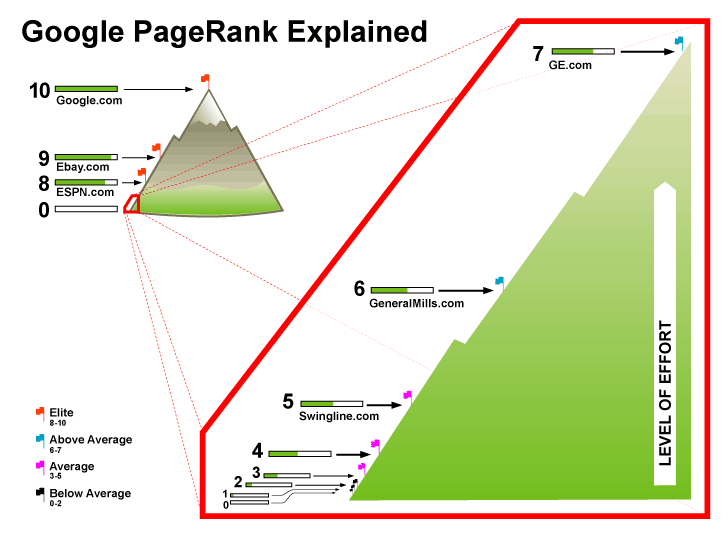 Google PageRank Explained
10
Google.com
9
Ebay.com
8
ESPN.com
0
7
GE.com
6
GeneralMills.com
5
Swingline.com
4
3
2
1
0
LEVEL OF EFFORT
Elite
8-10
Above Average
6-7
Average
3-5
Below Average
0-2